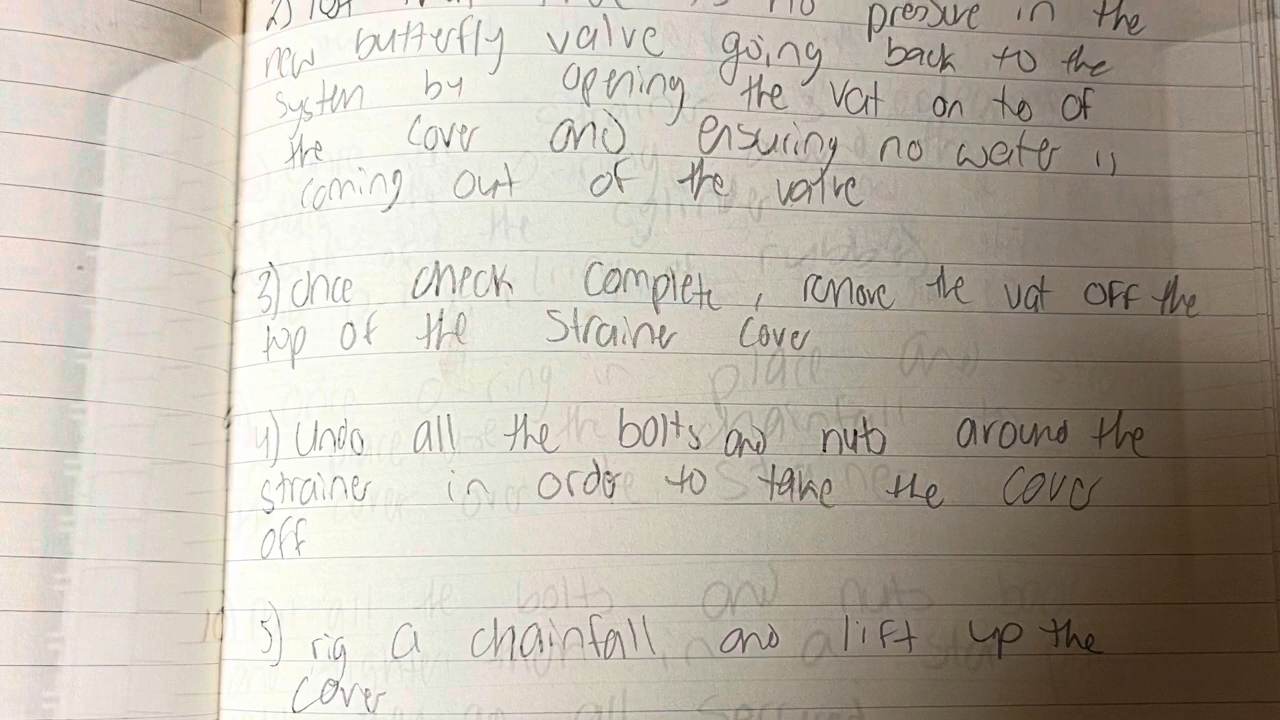 pressure in the
new butterfly valve going back to the
system by opening the vat on to of
the cover and ensuring no water is
coming out of the valve
3) Once check complete, remove the vat off the
top of the strainer cover
4) Undo all the bolts and nuts around the
strainer in order to take the cover
off
5) rig a chainfall and lift up the
cover